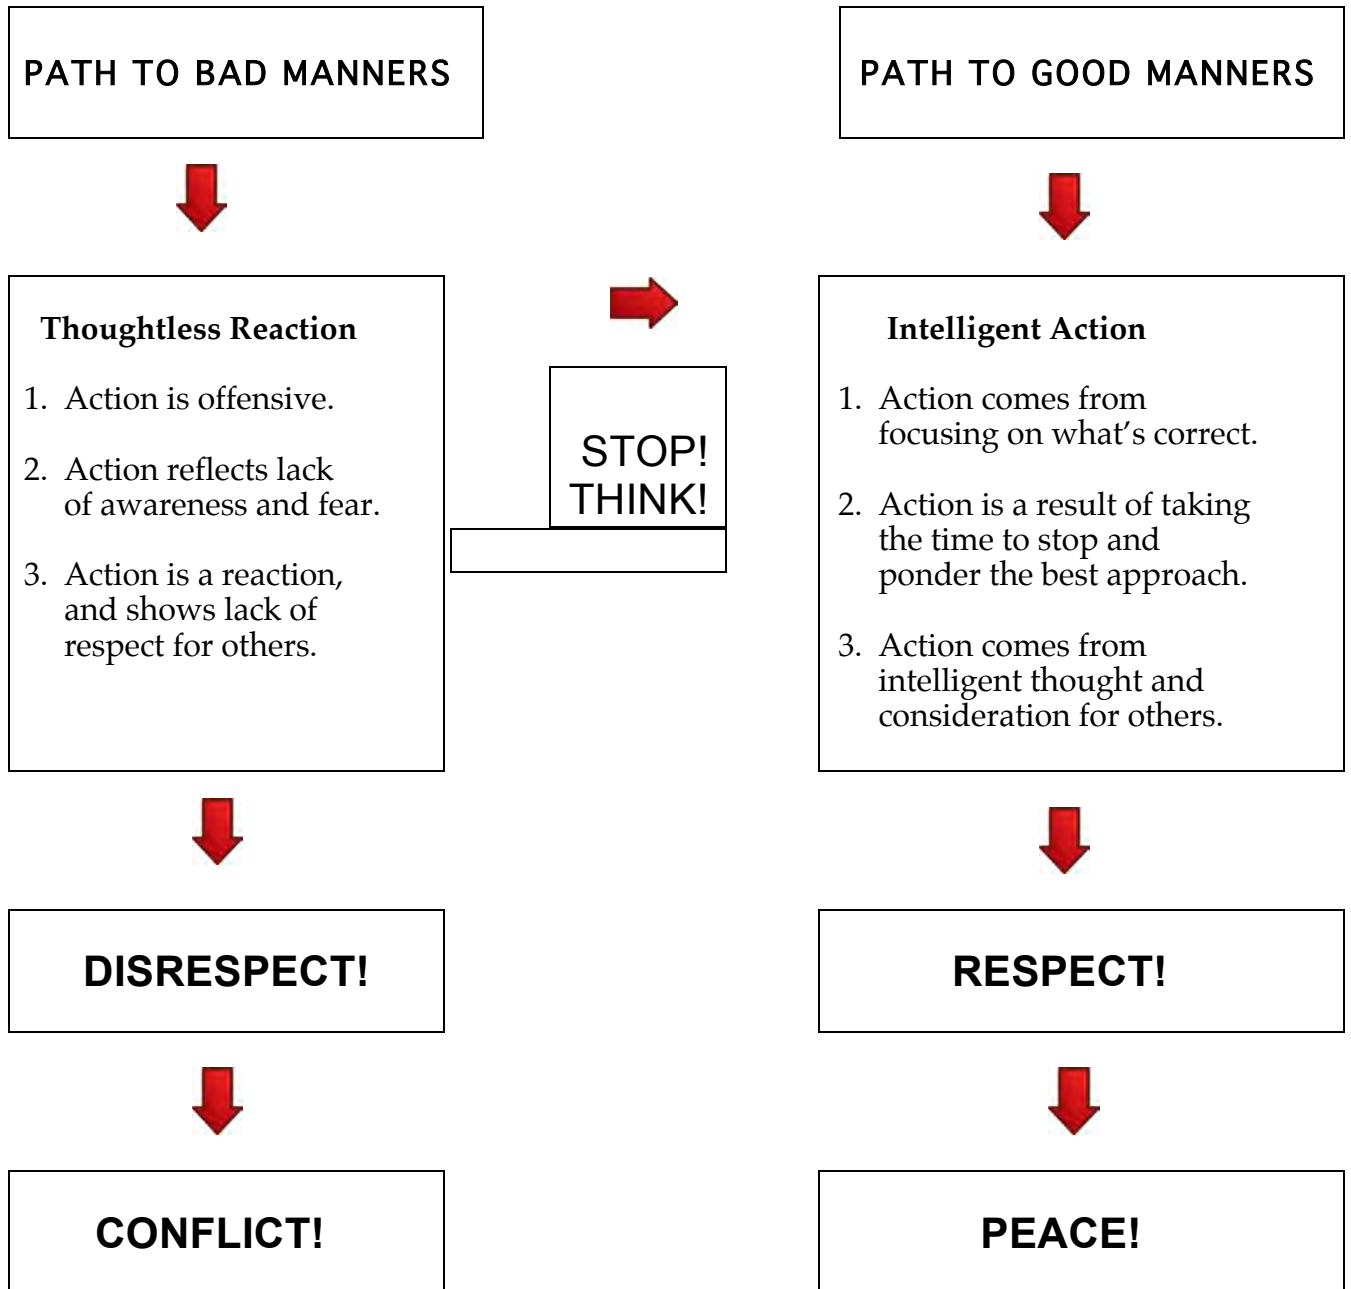 PATH TO BAD MANNERS
PATH TO GOOD MANNERS
Thoughtless Reaction
1. Action is offensive.
2. Action reflects lack
of awareness and fear.
3. Action is a reaction,
and shows lack of
respect for others.
STOP!
THINK!
Intelligent Action
1. Action comes from
focusing on what's correct.
2. Action is a result of taking
the time to stop and
ponder the best approach.
3. Action comes from
intelligent thought and
consideration for others.
DISRESPECT!
RESPECT!
CONFLICT!
PEACE!